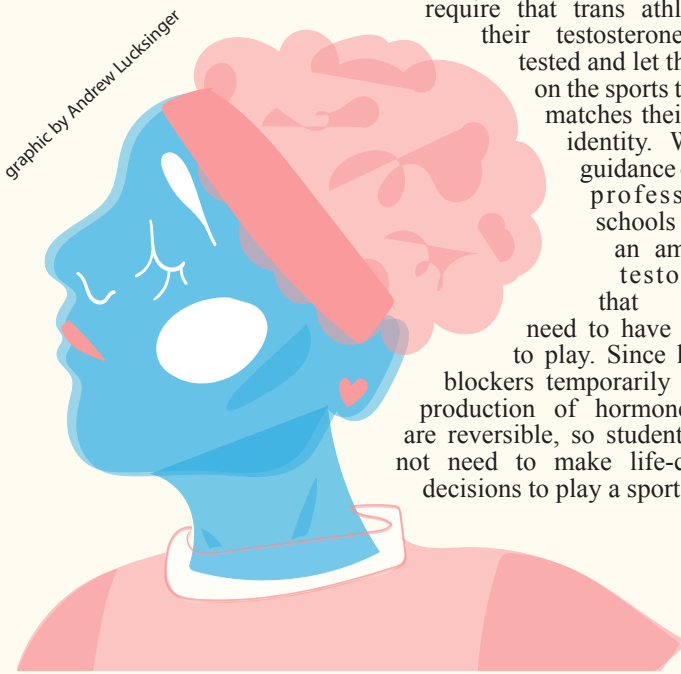 graphic by Andrew Lucksinger
require that trans athl
their testosterone
tested and let th
on the sports t
matches thei
identity. W
guidance
profess
schools
an am
testo
that
need to have
to play. Since
blockers temporarily
production of hormon
are reversible, so student
not need to make life-c
decisions to play a sport